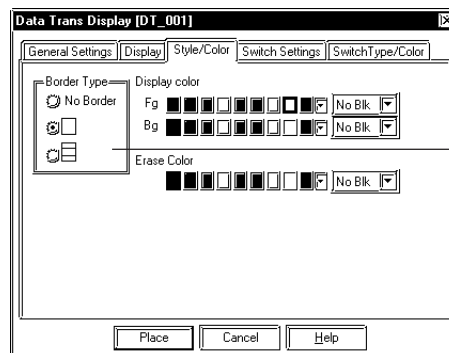 Data Trans Display [DT_001]
General Settings Display Style/Color Switch Settings SwitchType/Color
Border Type
No Border
Display color
Fg No Blk
Bg No Blk
Erase Color
No Blk
Place Cancel Help